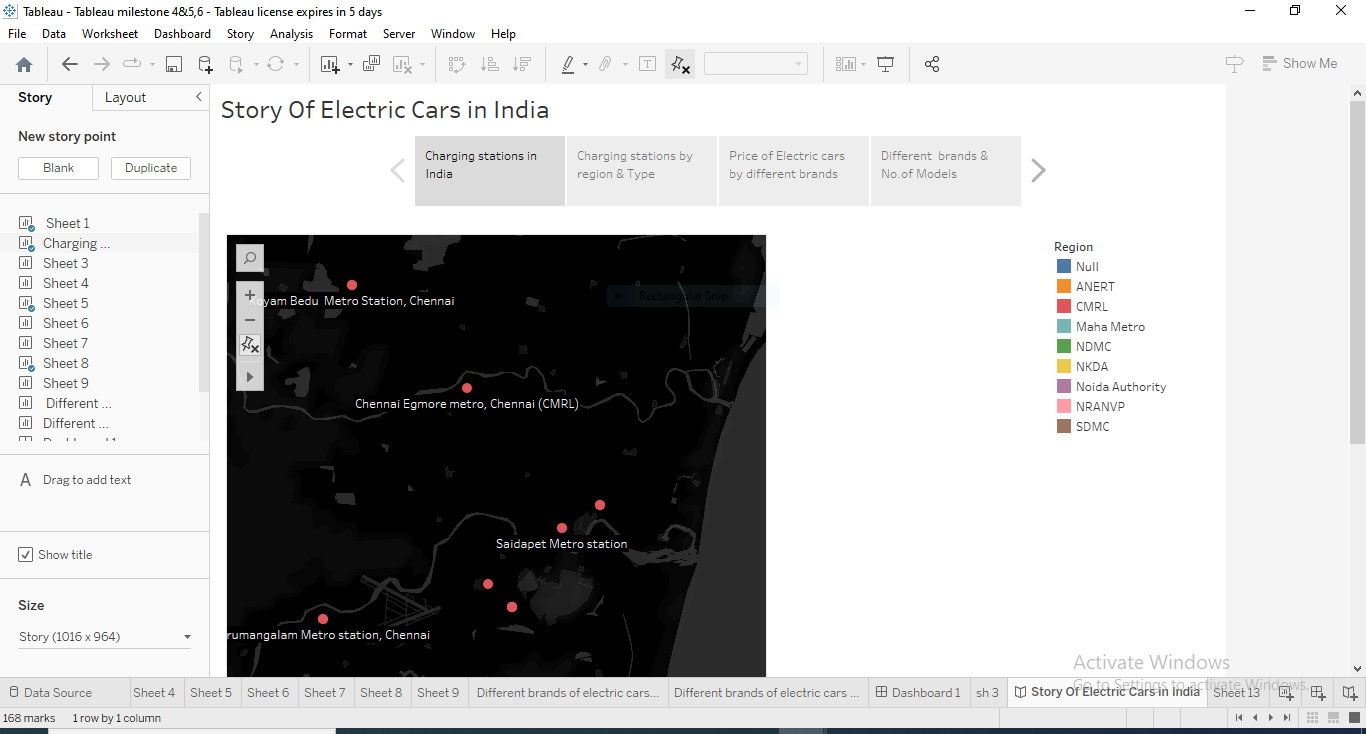 Tableau - Tableau milestone 4&5,6 - Tableau license expires in 5 days
File Data Worksheet Dashboard Story Analysis Format Server Window Help
Show Me
Story Layout
New story point
Blank Duplicate
Sheet 1
Charging ...
Sheet 3
Sheet 4
Sheet 5
Sheet 6
Sheet 7
Sheet 8
Sheet 9
Different ...
Different ...
A Drag to add text
Show title
Size
Story (1016 x 964)
Story Of Electric Cars in India
Charging stations in
India
Charging stations by
region & Type
Price of Electric cars
by different brands
Different brands &
No.of Models
Rectangular Snip
Koyam Bedu Metro Station, Chennai
Chennai Egmore metro, Chennai (CMRL)
Saidapet Metro station
rumangalam Metro station, Chennai
Region
Null
ANERT
CMRL
Maha Metro
NDMC
NKDA
Noida Authority
NRANVP
SDMC
Activate Windows
Go to Settings to activate Windows.
Data Source Sheet 4 Sheet 5 Sheet 6 Sheet 7 Sheet 8 Sheet 9 Different brands of electric cars... Different brands of electric cars ... Dashboard 1 sh 3 Story Of Electric Cars in India Sheet 13
168 marks 1 row by 1 column